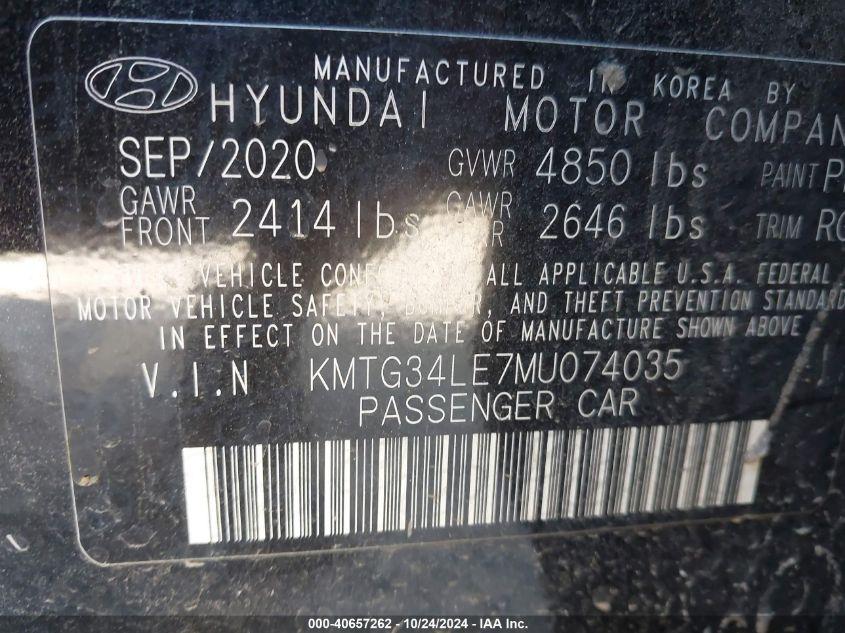 MANUFACTURED IN KOREA BY
HYUNDAI MOTOR COMPAN
SEP/2020 GVWR 4850 lbs PAINT P
GAWR FRONT 2414 lbs GAWR 2646 lbs TRIM RG
VEHICLE ALL APPLICABLE U.S.A. FEDERAL
MOTOR VEHICLE SAFETY, AND THEFT PREVENTION STANDARD
IN EFFECT ON THE DATE OF MANUFACTURE SHOWN ABOVE
V.I.N KMTG34LE7MU074035
PASSENGER CAR
000-40657262 - 10/24/2024 - IAA Inc.